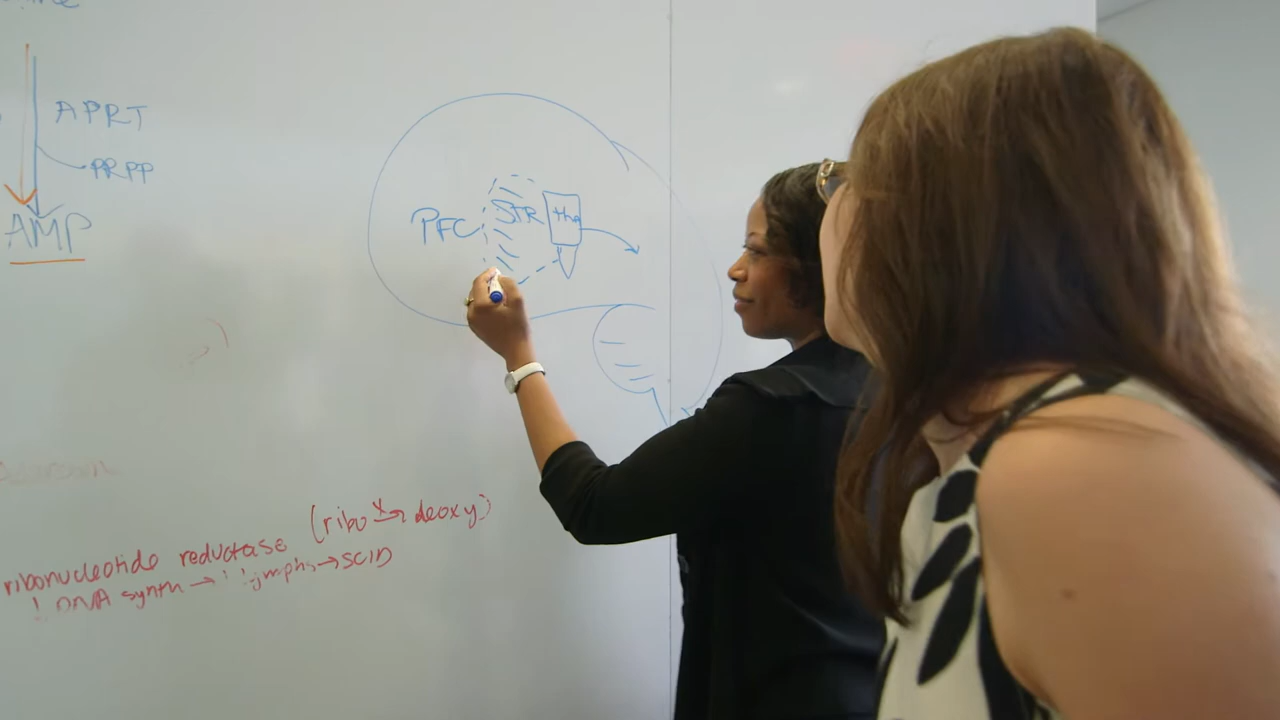 APRT
PRPP
AMP
PFC STR tha
(ribo x→ deoxy)
ribonucleotide reductase
↓ DNA synth → ↓ lymphs → SCID